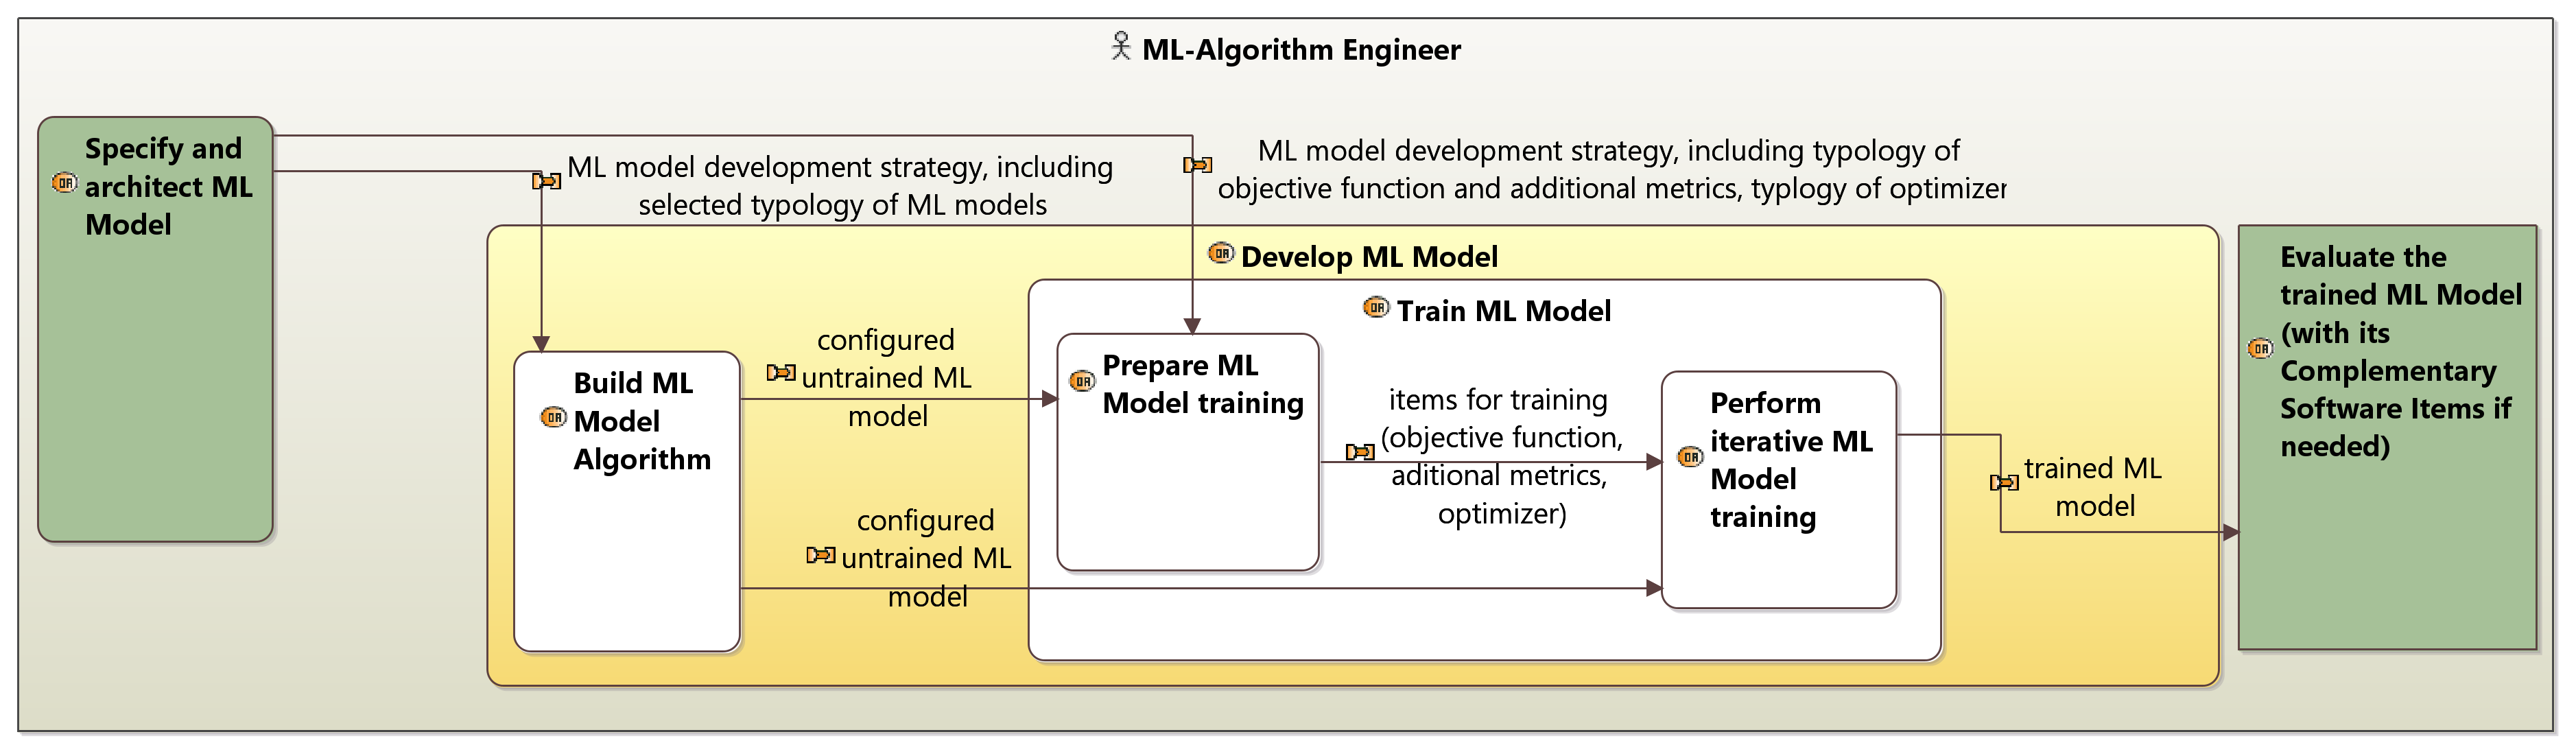 ML-Algorithm Engineer
Specify and
architect ML
Model
ML model development strategy, including
selected typology of ML models
ML model development strategy, including typology of
objective function and additional metrics, typlogy of optimizer
Develop ML Model
Train ML Model
Build ML
Model
Algorithm
configured
untrained ML
model
configured
untrained ML
model
Prepare ML
Model training
items for training
(objective function,
aditional metrics,
optimizer)
Perform
iterative ML
Model
training
trained ML
model
Evaluate the
trained ML Model
(with its
Complementary
Software Items if
needed)